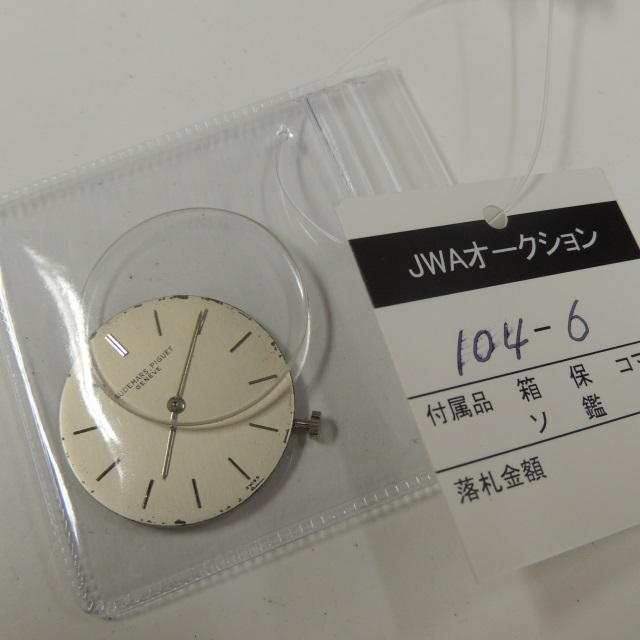 AUDEMARS PIGUET
GENÈVE
JWAオークション
104-6
付属品 箱 保 コマ
ソ 鑑
落札金額